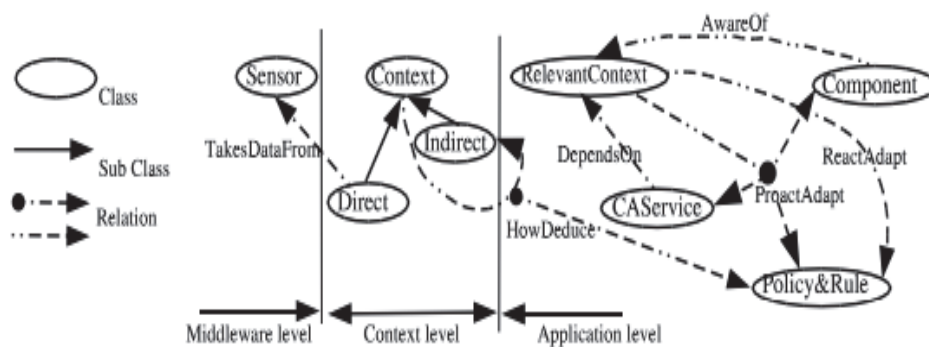 AwareOf
Sensor
Context
RelevantContext
Component
Class
Indirect
TakesDataFrom
DependsOn
ReactAdapt
Sub Class
Direct
CAService
ProactAdapt
Relation
HowDeduce
Policy&Rule
Middleware level
Context level
Application level